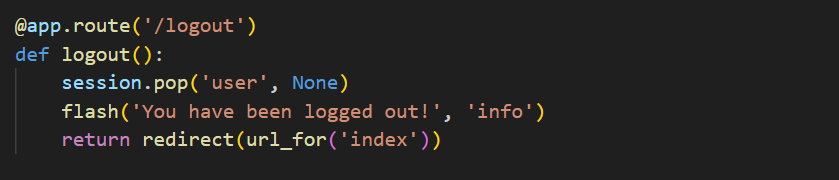 @app.route('/logout')
def logout():
    session.pop('user', None)
    flash('You have been logged out!', 'info')
    return redirect(url_for('index'))